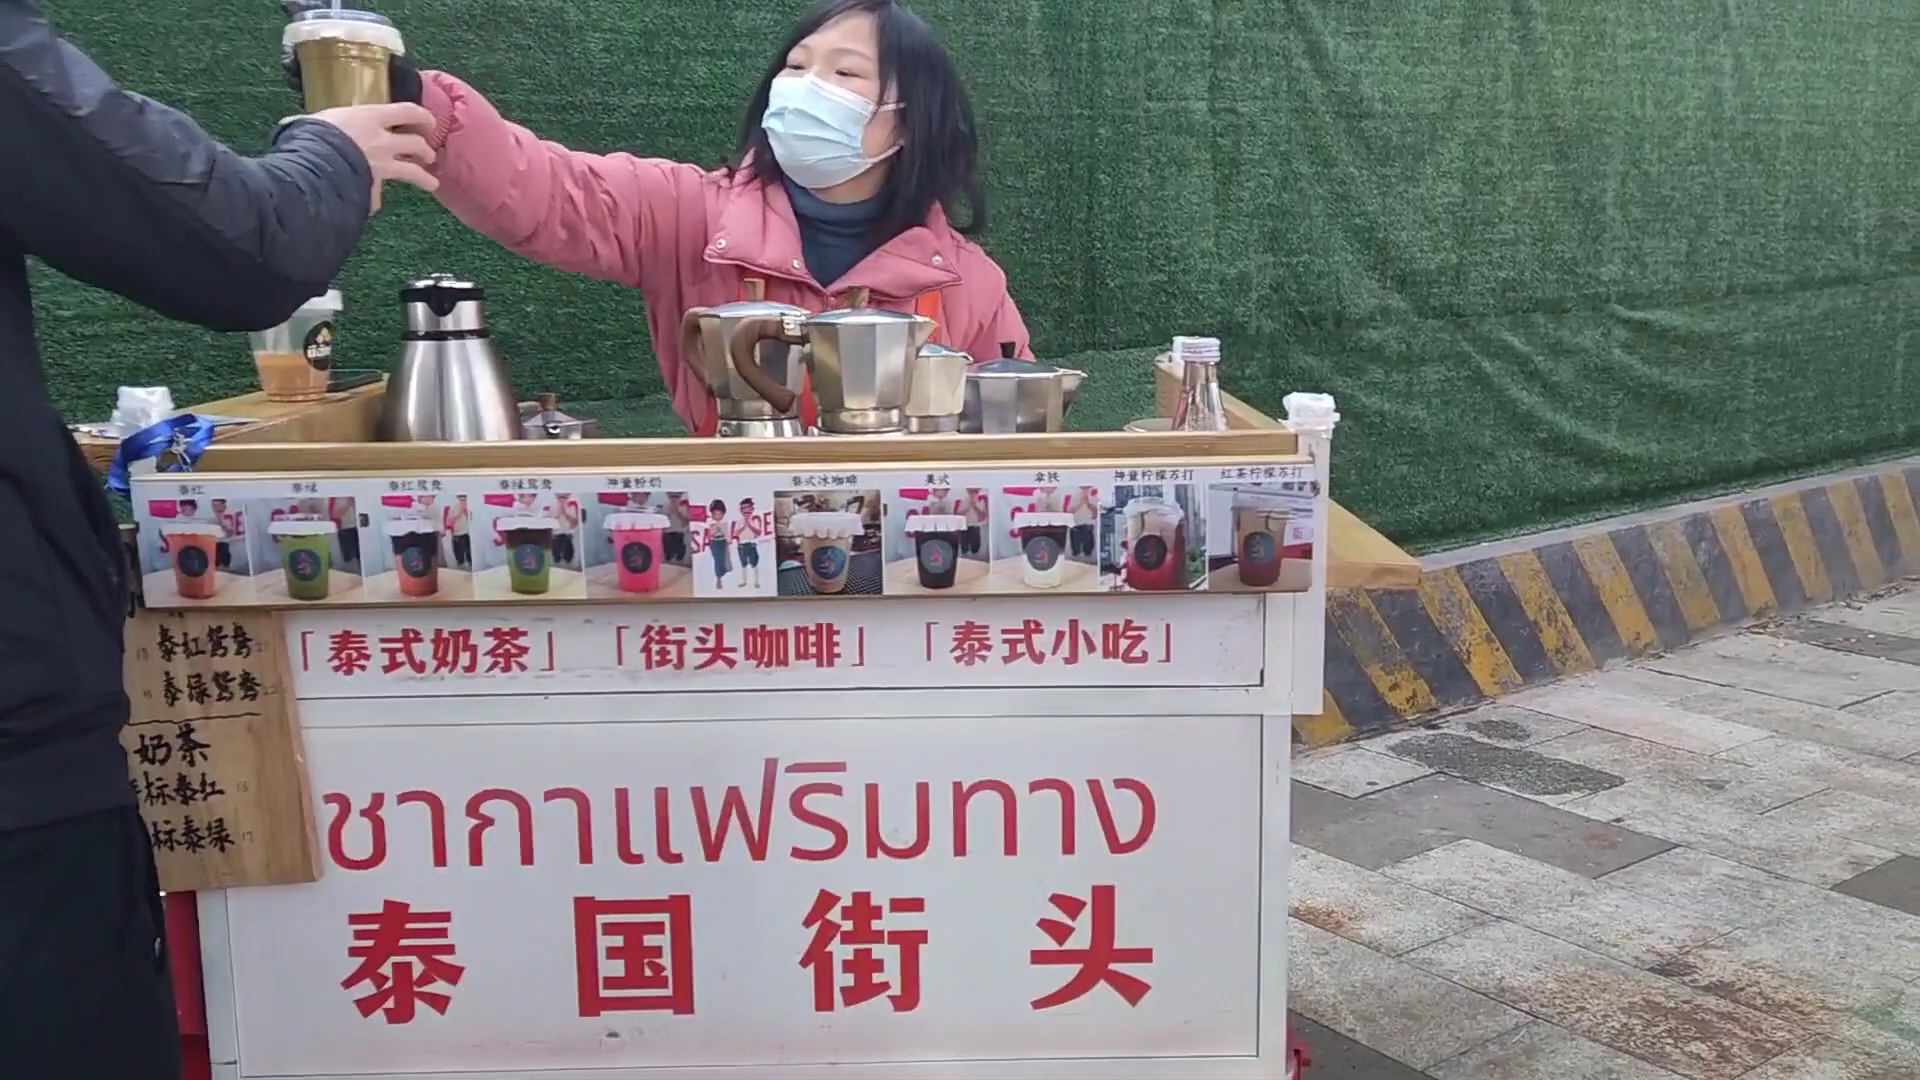 泰红 泰绿 泰红鸳鸯 泰绿鸳鸯 神童粉奶 泰式冰咖啡 美式 拿铁 神童柠檬苏打 红茶柠檬苏打
「泰式奶茶」「街头咖啡」「泰式小吃」
泰红鸳鸯
泰绿鸳鸯
奶茶
标泰红 16
标泰绿 17
ชากาแฟริมทาง
泰国街头